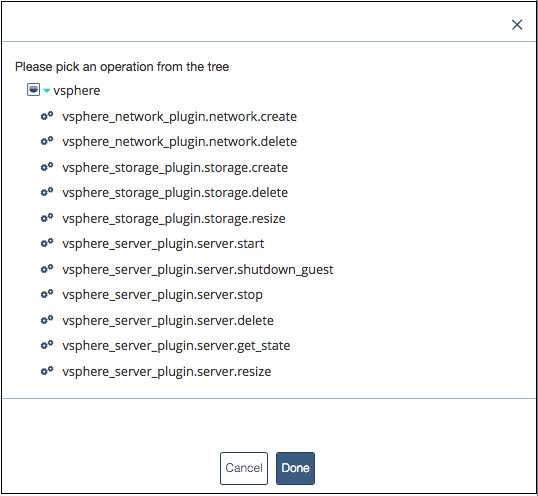 Please pick an operation from the tree
vsphere
vsphere_network_plugin.network.create
vsphere_network_plugin.network.delete
vsphere_storage_plugin.storage.create
vsphere_storage_plugin.storage.delete
vsphere_storage_plugin.storage.resize
vsphere_server_plugin.server.start
vsphere_server_plugin.server.shutdown_guest
vsphere_server_plugin.server.stop
vsphere_server_plugin.server.delete
vsphere_server_plugin.server.get_state
vsphere_server_plugin.server.resize
Cancel Done